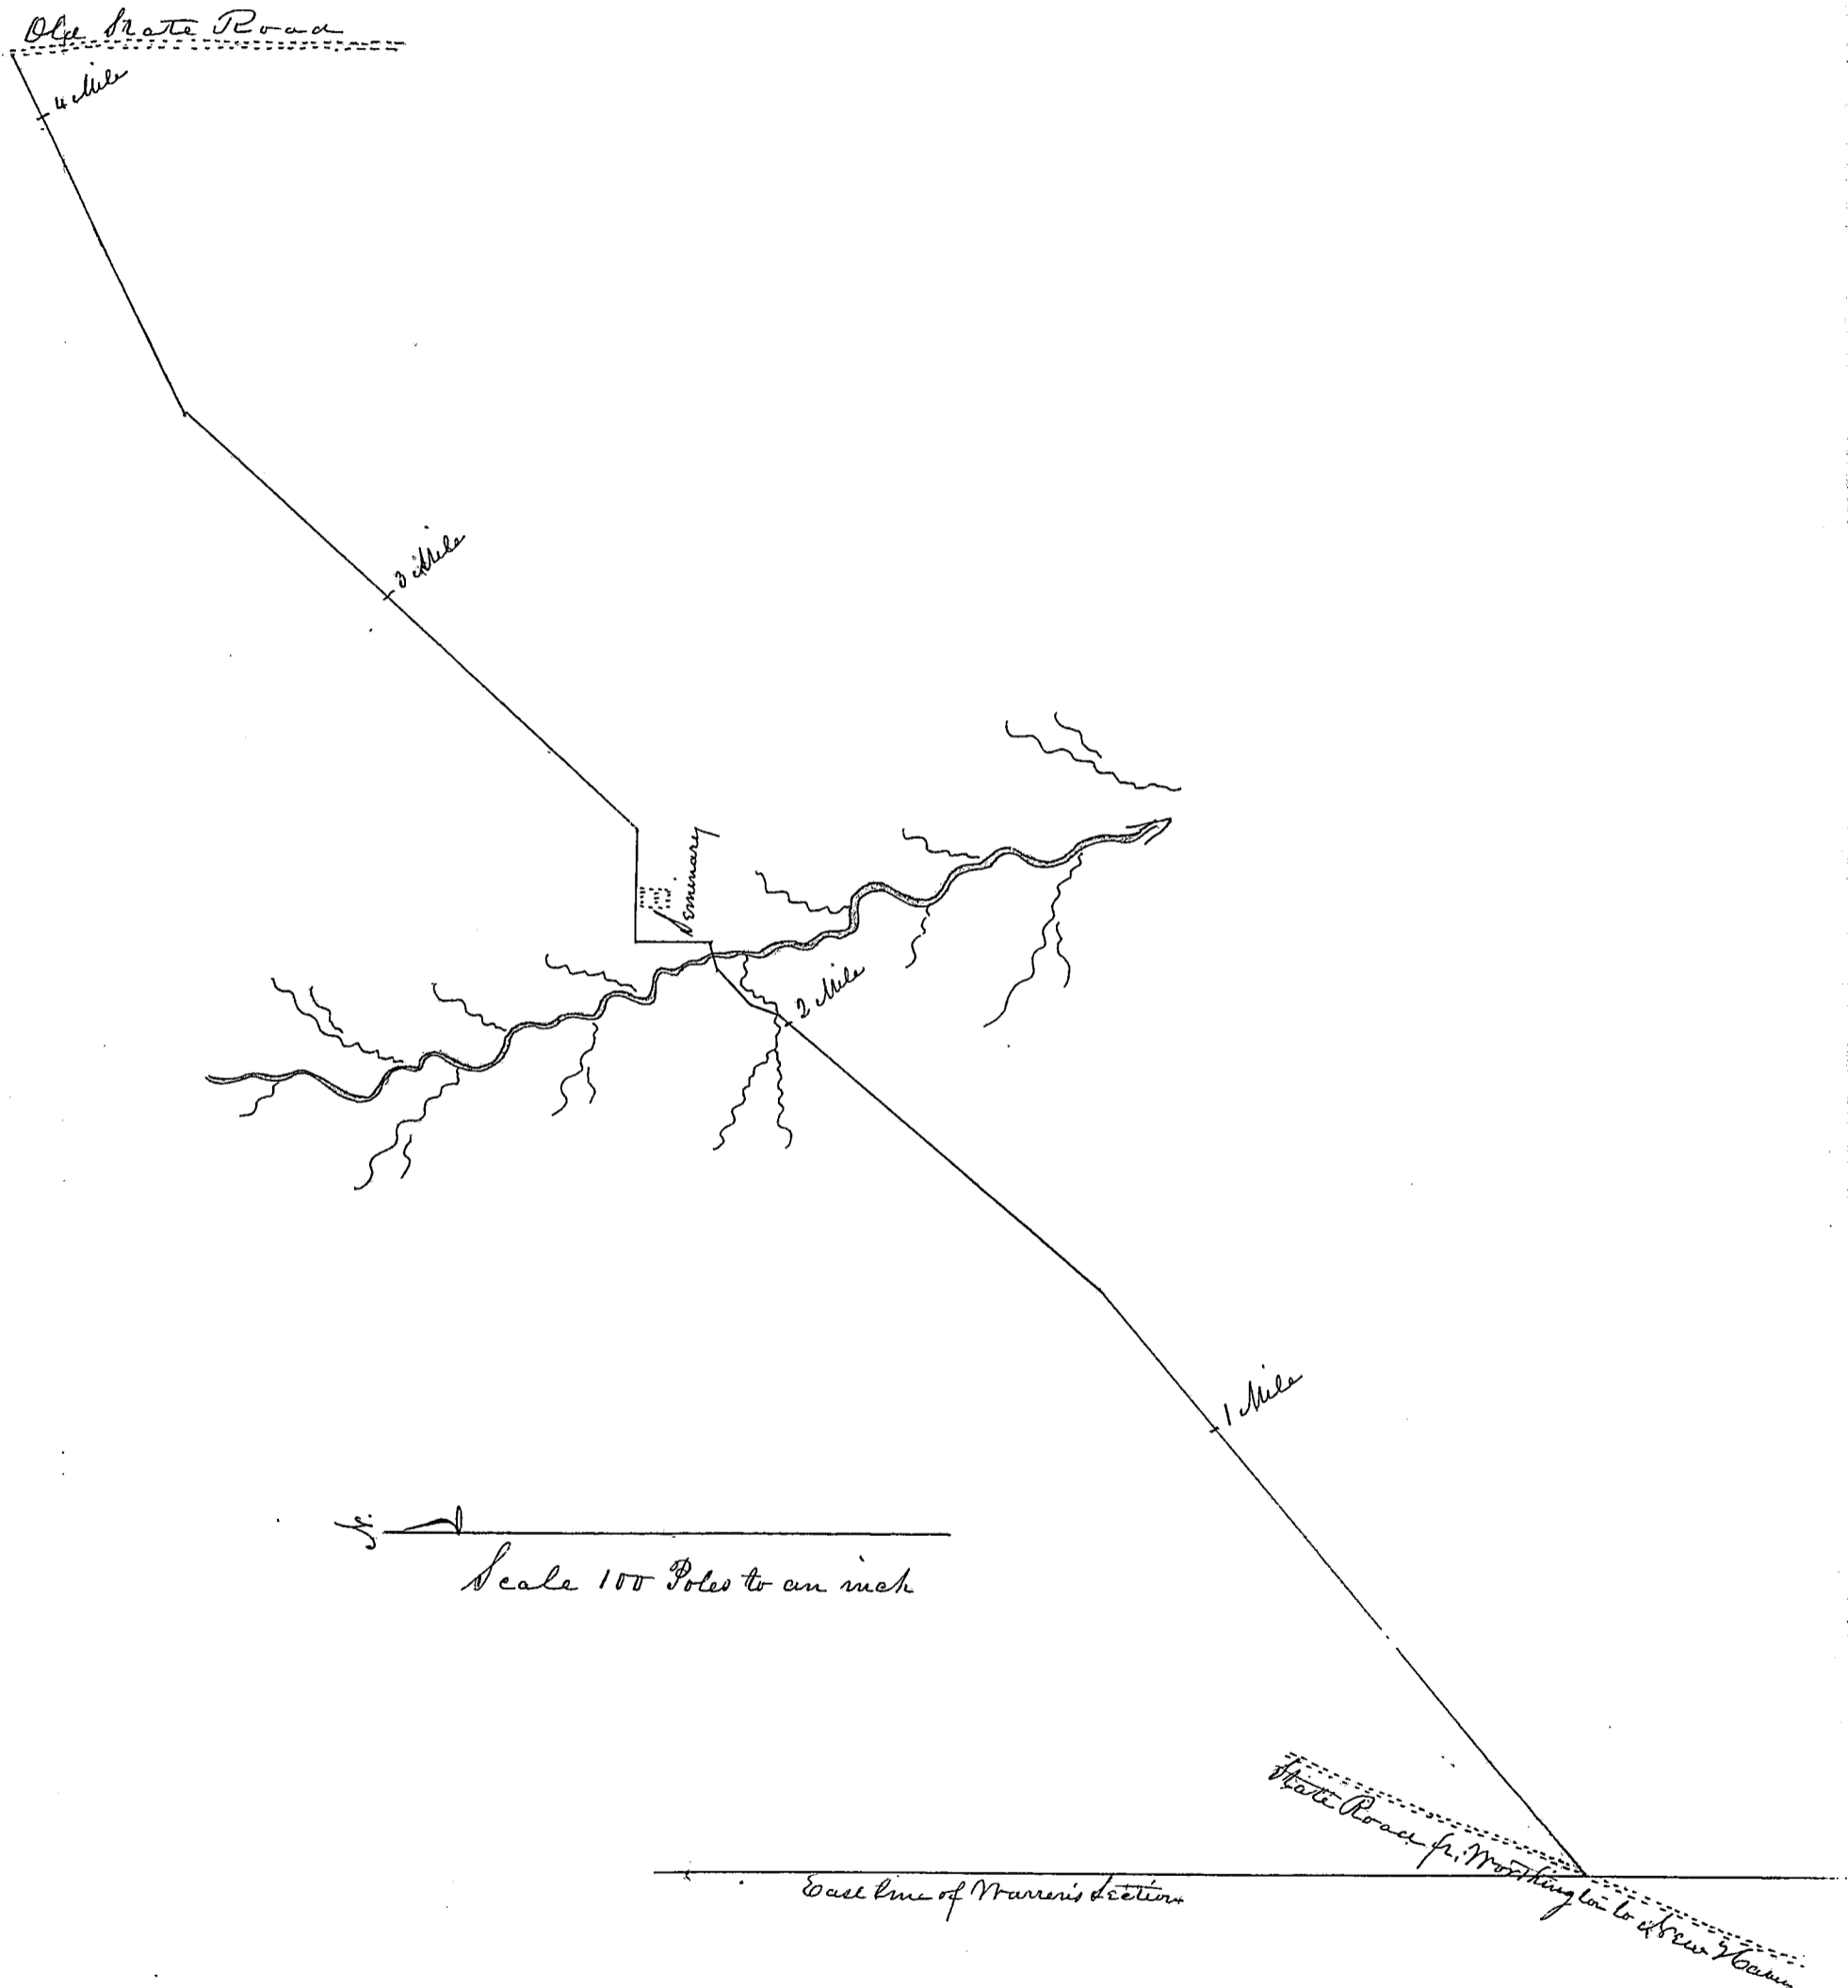 Old State Road
4 Mile
3 Mile
Seminary
2 Mile
1 Mile
Scale 100 Poles to an inch
State Road fr. Worthington to New Haven
East line of Warren's Section